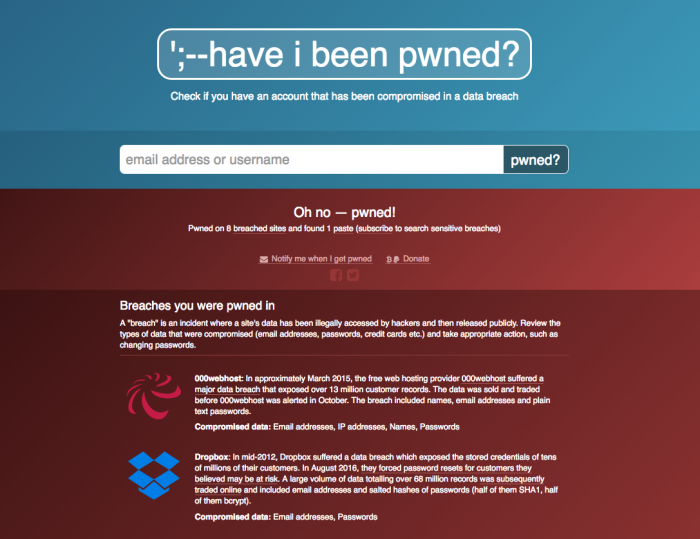 ';--have i been pwned?
Check if you have an account that has been compromised in a data breach
email address or username
pwned?
Oh no — pwned!
Pwned on 8 breached sites and found 1 paste (subscribe to search sensitive breaches)
Notify me when I get pwned
Donate
Breaches you were pwned in
A "breach" is an incident where a site's data has been illegally accessed by hackers and then released publicly. Review the
types of data that were compromised (email addresses, passwords, credit cards etc.) and take appropriate action, such as
changing passwords.
000webhost: In approximately March 2015, the free web hosting provider 000webhost suffered a
major data breach that exposed over 13 million customer records. The data was sold and traded
before 000webhost was alerted in October. The breach included names, email addresses and plain
text passwords.
Compromised data: Email addresses, IP addresses, Names, Passwords
Dropbox: In mid-2012, Dropbox suffered a data breach which exposed the stored credentials of tens
of millions of their customers. In August 2016, they forced password resets for customers they
believed may be at risk. A large volume of data totalling over 68 million records was subsequently
traded online and included email addresses and salted hashes of passwords (half of them SHA1, half
of them bcrypt).
Compromised data: Email addresses, Passwords